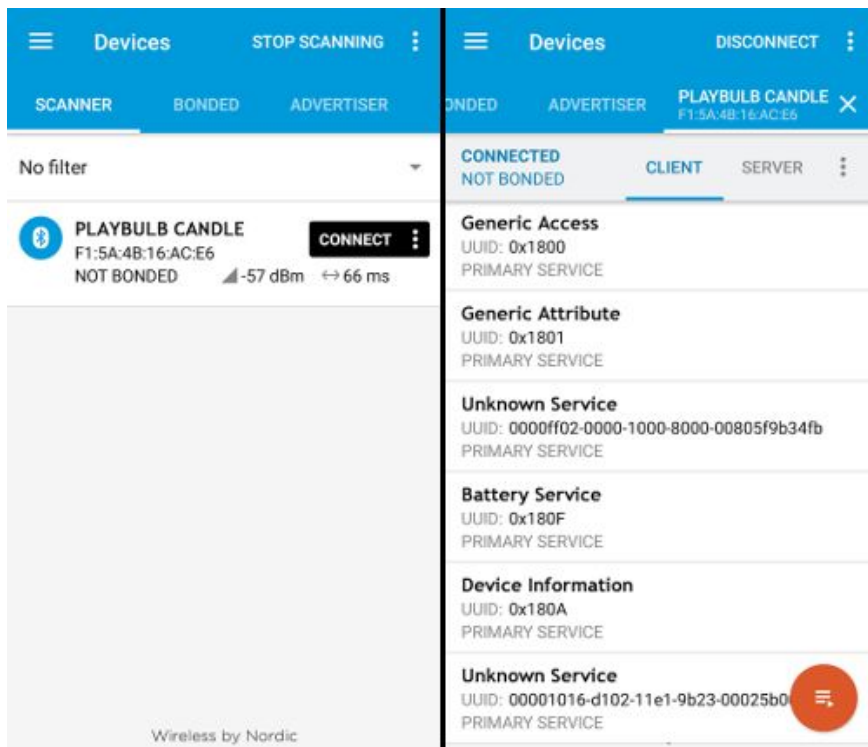 Devices STOP SCANNING
SCANNER BONDED ADVERTISER
No filter
PLAYBULB CANDLE
F1:5A:4B:16:AC:E6
CONNECT
NOT BONDED -57 dBm ↔ 66 ms
Wireless by Nordic
Devices DISCONNECT
ONDED ADVERTISER PLAYBULB CANDLE
F1:5A:4B:16:AC:E6
CONNECTED
NOT BONDED
CLIENT SERVER
Generic Access
UUID: 0x1800
PRIMARY SERVICE
Generic Attribute
UUID: 0x1801
PRIMARY SERVICE
Unknown Service
UUID: 0000ff02-0000-1000-8000-00805f9b34fb
PRIMARY SERVICE
Battery Service
UUID: 0x180F
PRIMARY SERVICE
Device Information
UUID: 0x180A
PRIMARY SERVICE
Unknown Service
UUID: 00001016-d102-11e1-9b23-00025b0
PRIMARY SERVICE